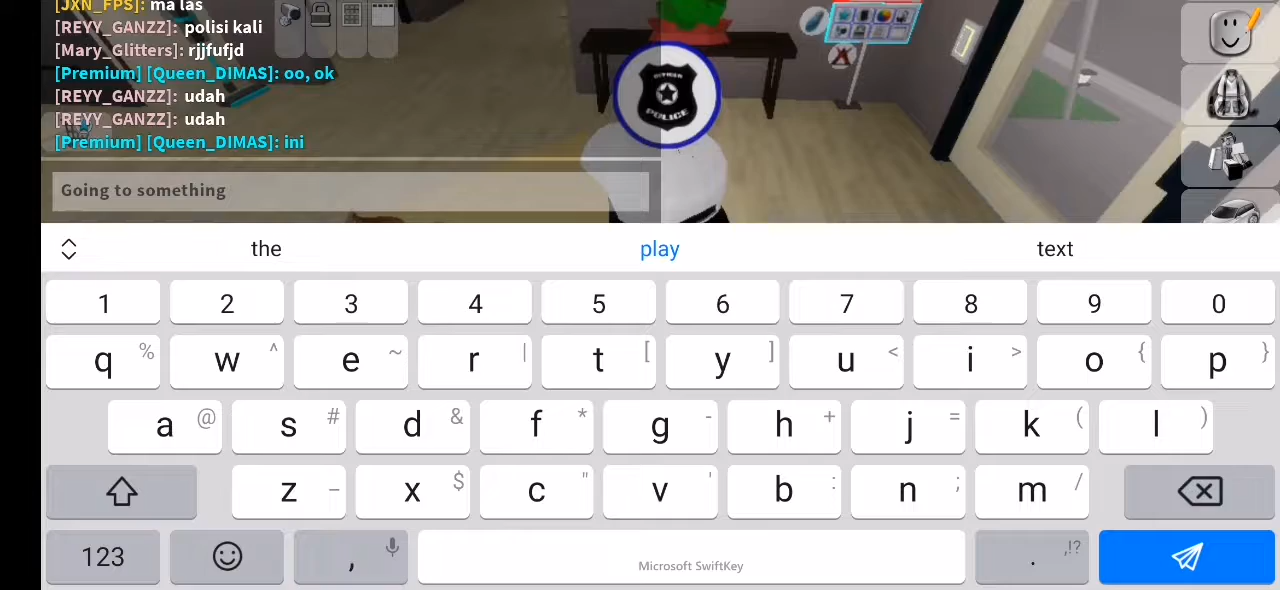 [JXN_FPS]: ma las
[REYY_GANZZ]: polisi kali
[Mary_Glitters]: rjjfufjd
[Premium] [Queen_DIMAS]: oo, ok
[REYY_GANZZ]: udah
[REYY_GANZZ]: udah
[Premium] [Queen_DIMAS]: ini
Going to something
POLICE
the play text
1 2 3 4 5 6 7 8 9 0
q % w ^ e ~ r | t [ y ] u < i > o { p }
a @ s # d & f * g - h + j = k ( l )
z _ x $ c " v ' b : n ; m /
123 , Microsoft SwiftKey . ,!?